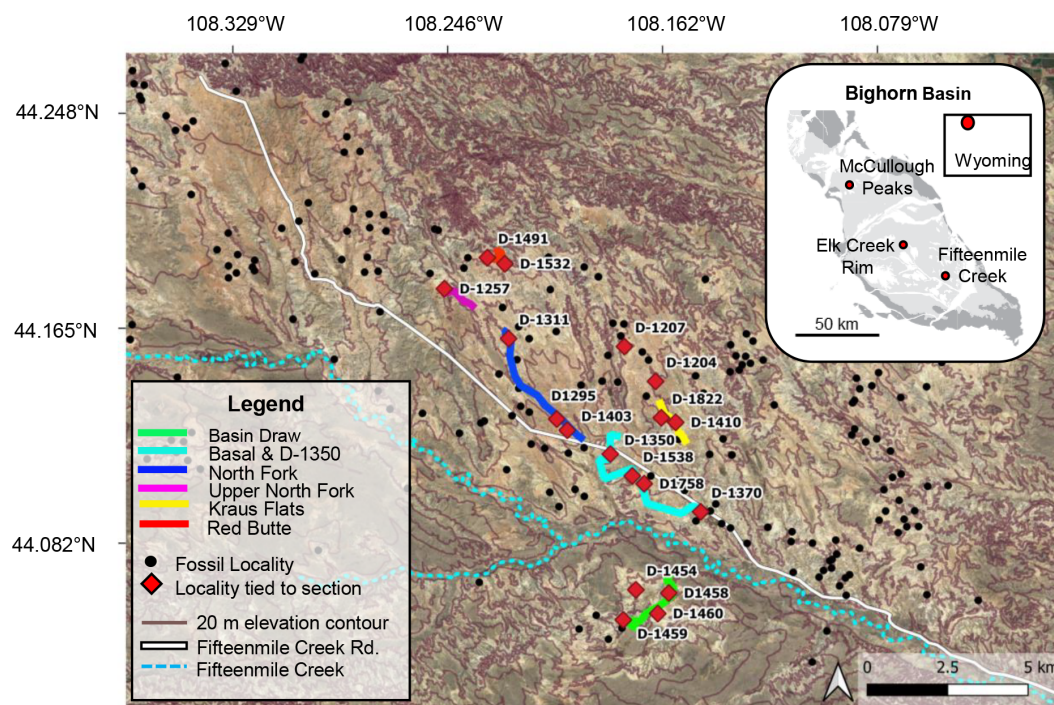 108.329°W 108.246°W 108.162°W 108.079°W
44.248°N
44.165°N
44.082°N
Bighorn Basin
Wyoming
McCullough
Peaks
Elk Creek
Rim
Fifteenmile
Creek
50 km
D-1491
D-1532
D-1257
D-1311
D-1207
D-1204
D-1822
D1295
D-1403
D-1410
D-1350
D-1538
D1758
D-1370
D-1454
D1458
D-1460
D-1459
Legend
Basin Draw
Basal & D-1350
North Fork
Upper North Fork
Kraus Flats
Red Butte
Fossil Locality
Locality tied to section
20 m elevation contour
Fifteenmile Creek Rd.
Fifteenmile Creek
0 2.5 5 km